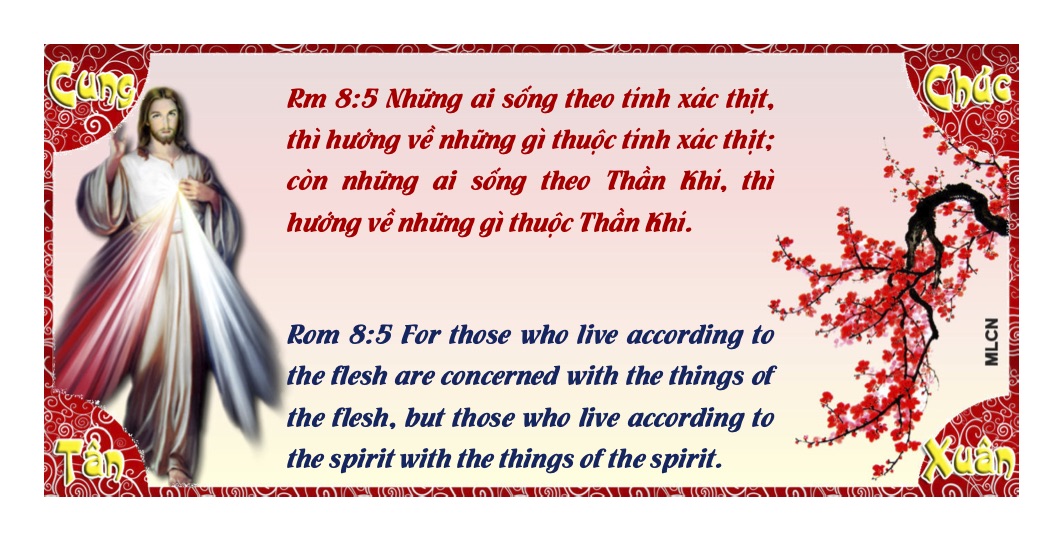 Cung
Chúc
Rm 8:5 Những ai sống theo tính xác thịt,
thì hướng về những gì thuộc tính xác thịt;
còn những ai sống theo Thần Khí, thì
hướng về những gì thuộc Thần Khí.
Rom 8:5 For those who live according to
the flesh are concerned with the things of
the flesh, but those who live according to
the spirit with the things of the spirit.
MLCN
Tân
Xuân